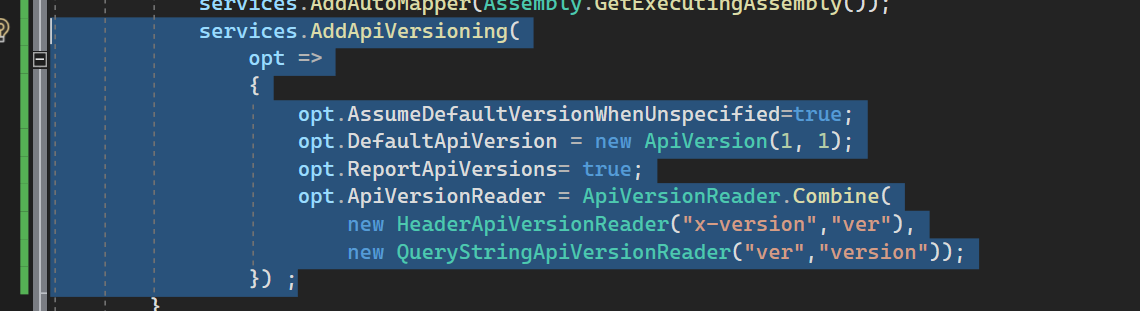 services.AddAutoMapper(Assembly.GetExecutingAssembly());
services.AddApiVersioning(
opt =>
{
opt.AssumeDefaultVersionWhenUnspecified=true;
opt.DefaultApiVersion = new ApiVersion(1, 1);
opt.ReportApiVersions= true;
opt.ApiVersionReader = ApiVersionReader.Combine(
new HeaderApiVersionReader("x-version","ver"),
new QueryStringApiVersionReader("ver","version"));
}) ;
}